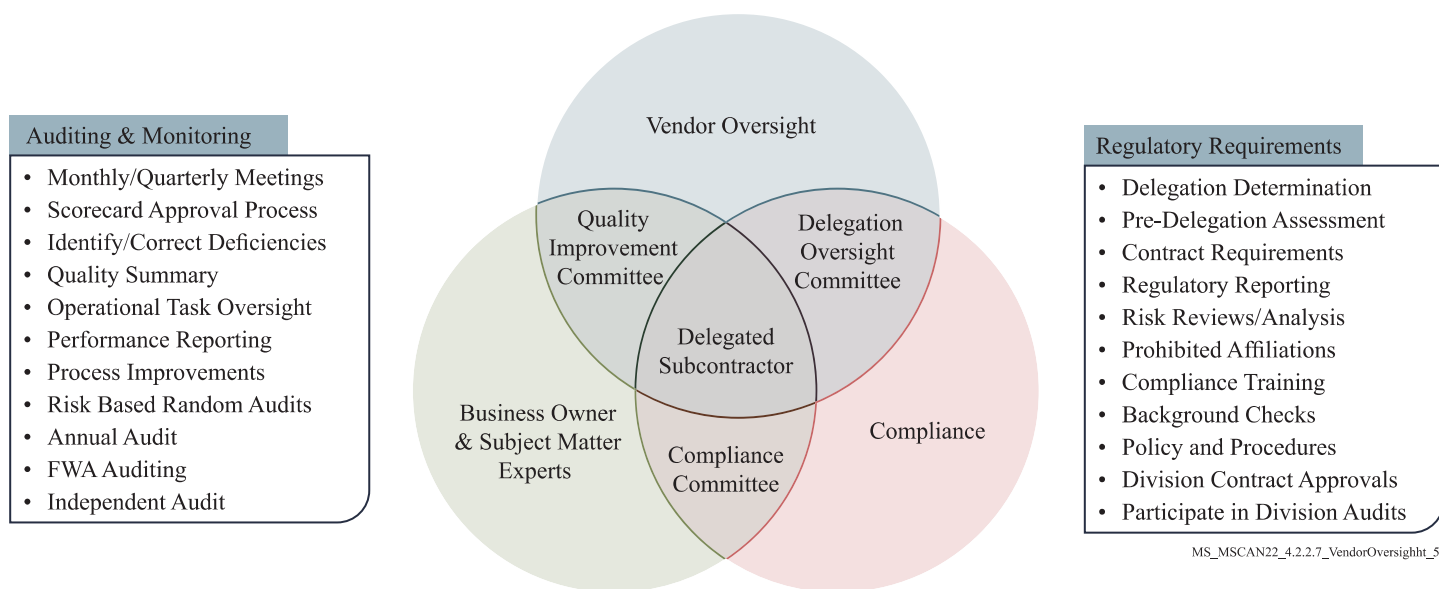 Auditing & Monitoring
• Monthly/Quarterly Meetings
• Scorecard Approval Process
• Identify/Correct Deficiencies
• Quality Summary
• Operational Task Oversight
• Performance Reporting
• Process Improvements
• Risk Based Random Audits
• Annual Audit
• FWA Auditing
• Independent Audit
Vendor Oversight
Quality
Improvement
Committee
Delegation
Oversight
Committee
Delegated
Subcontractor
Business Owner
& Subject Matter
Experts
Compliance
Committee
Compliance
Regulatory Requirements
• Delegation Determination
• Pre-Delegation Assessment
• Contract Requirements
• Regulatory Reporting
• Risk Reviews/Analysis
• Prohibited Affiliations
• Compliance Training
• Background Checks
• Policy and Procedures
• Division Contract Approvals
• Participate in Division Audits
MS_MSCAN22_4.2.2.7_VendorOversighht_5